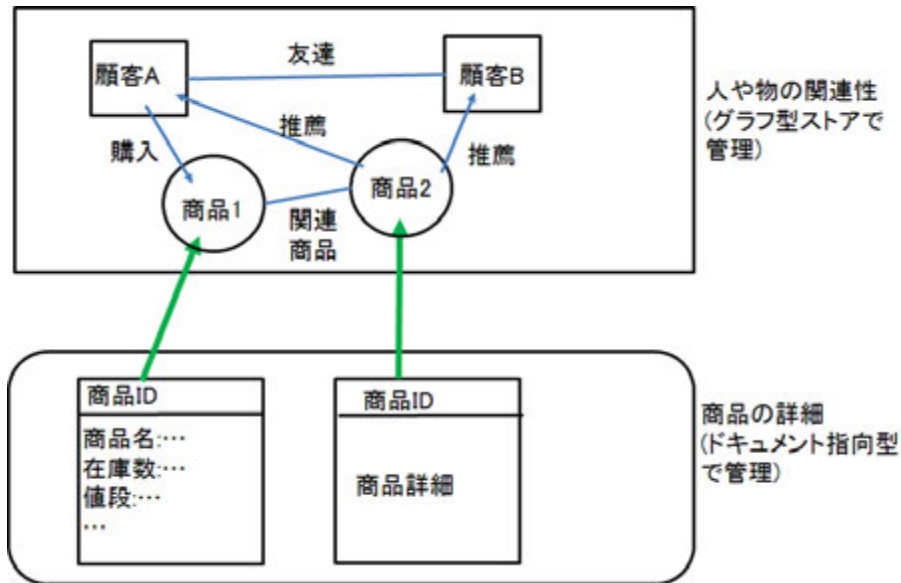 友達
顧客A
顧客B
推薦
購入
推薦
商品1
商品2
関連
商品
人や物の関連性
(グラフ型ストアで
管理)
商品ID
商品名:…
在庫数:…
値段:…
…
商品ID
商品詳細
商品の詳細
(ドキュメント指向型
で管理)